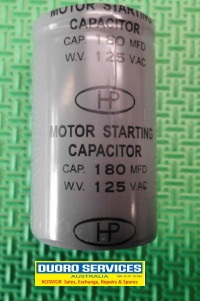 MOTOR STARTING
CAPACITOR
CAP. 180 MFD
W.V. 125 VAC
HP
MOTOR STARTING
CAPACITOR
CAP. 180 MFD
W.V. 125 VAC
HP
DUORO SERVICES
AUSTRALIA
ROTATOR Sales, Exchange, Repairs & Spares